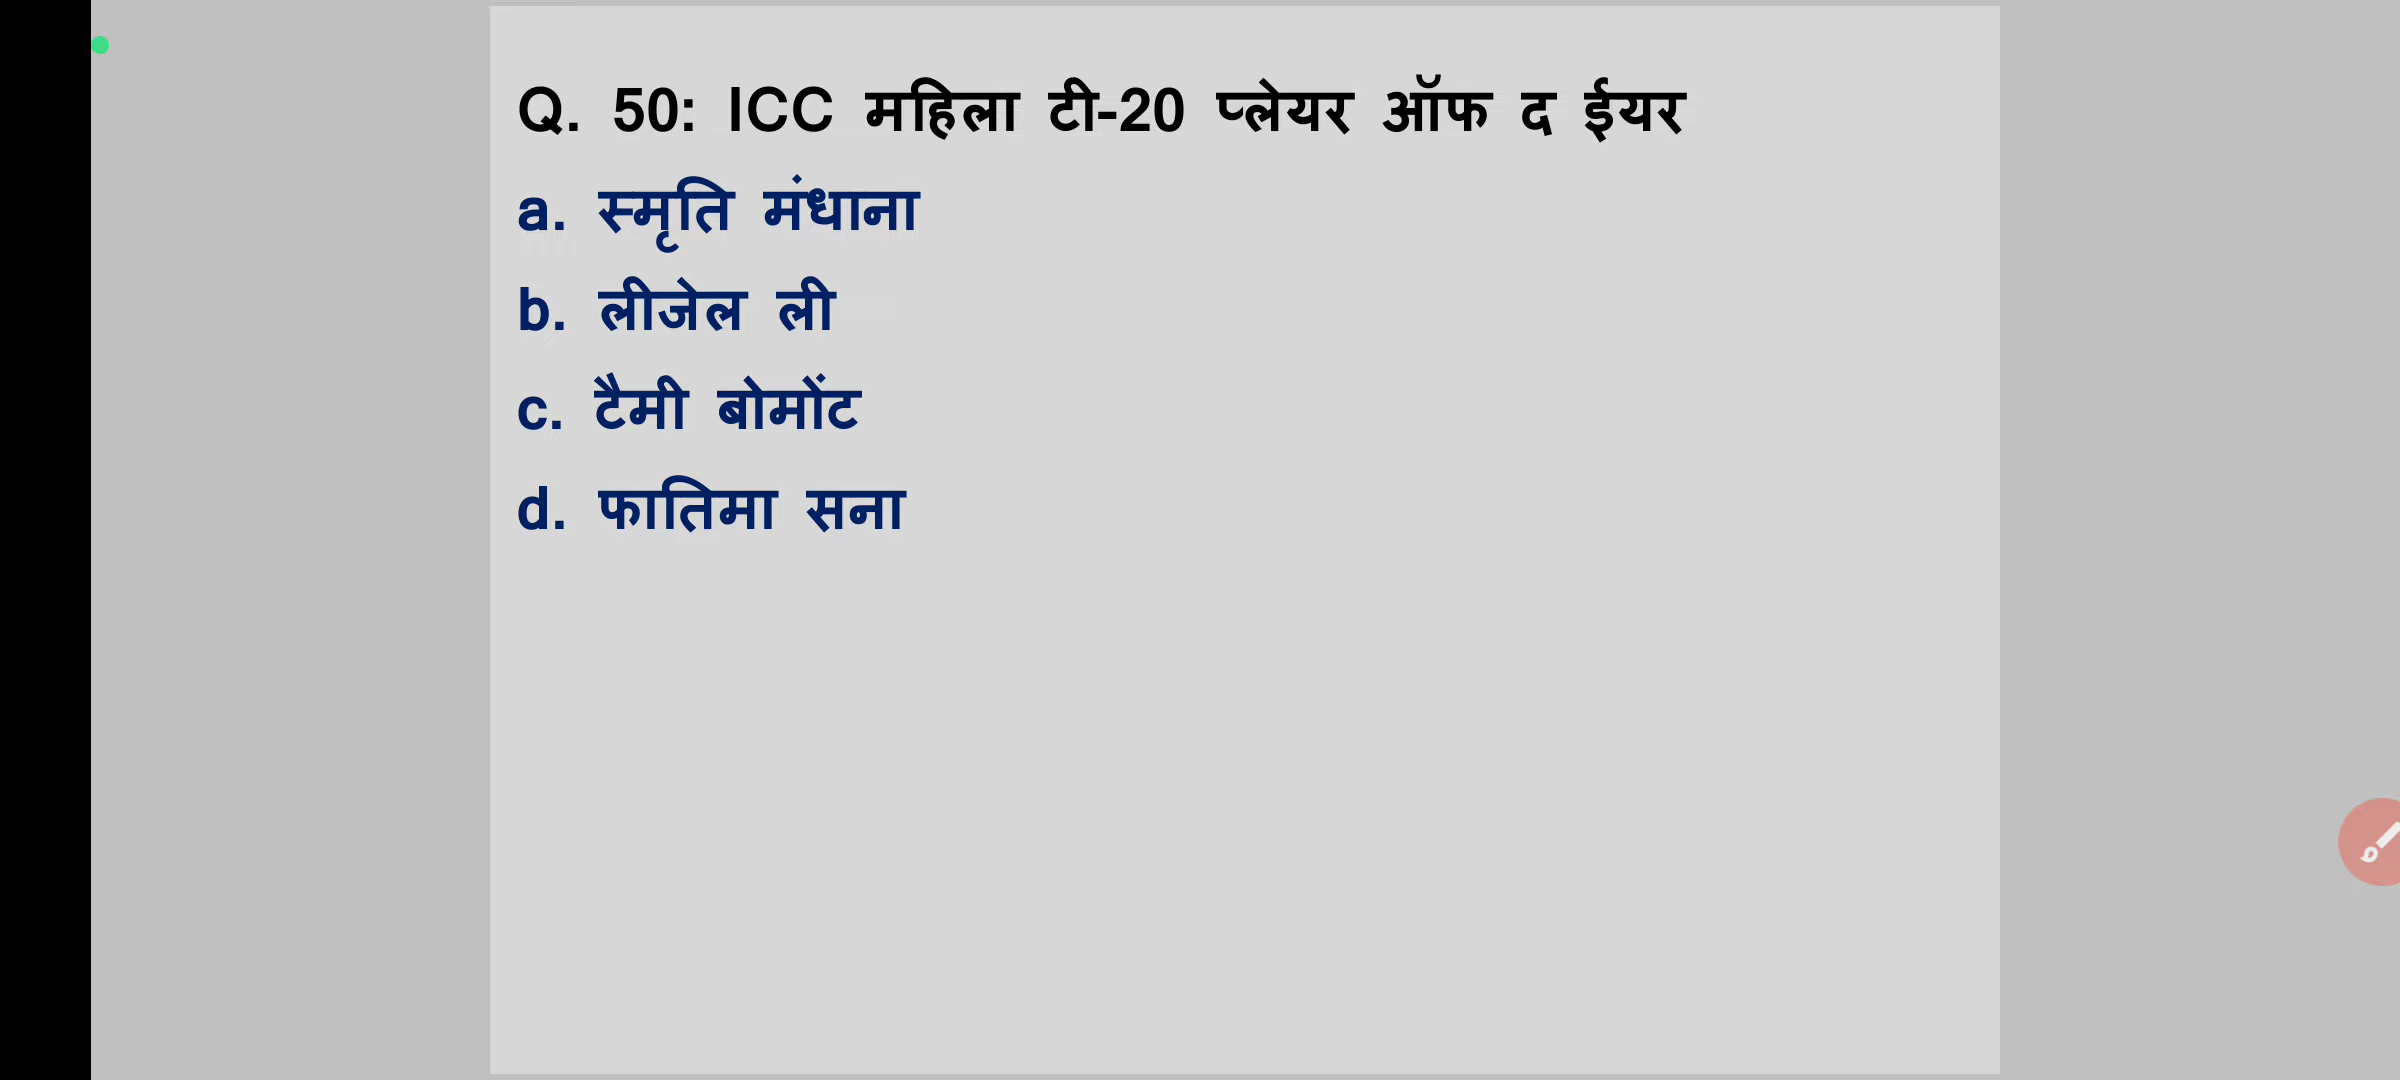 Q. 50: ICC महिला टी-20 प्लेयर ऑफ द ईयर
a. स्मृति मंधाना
b. लीजेल ली
c. टैमी बोमोंट
d. फातिमा सना